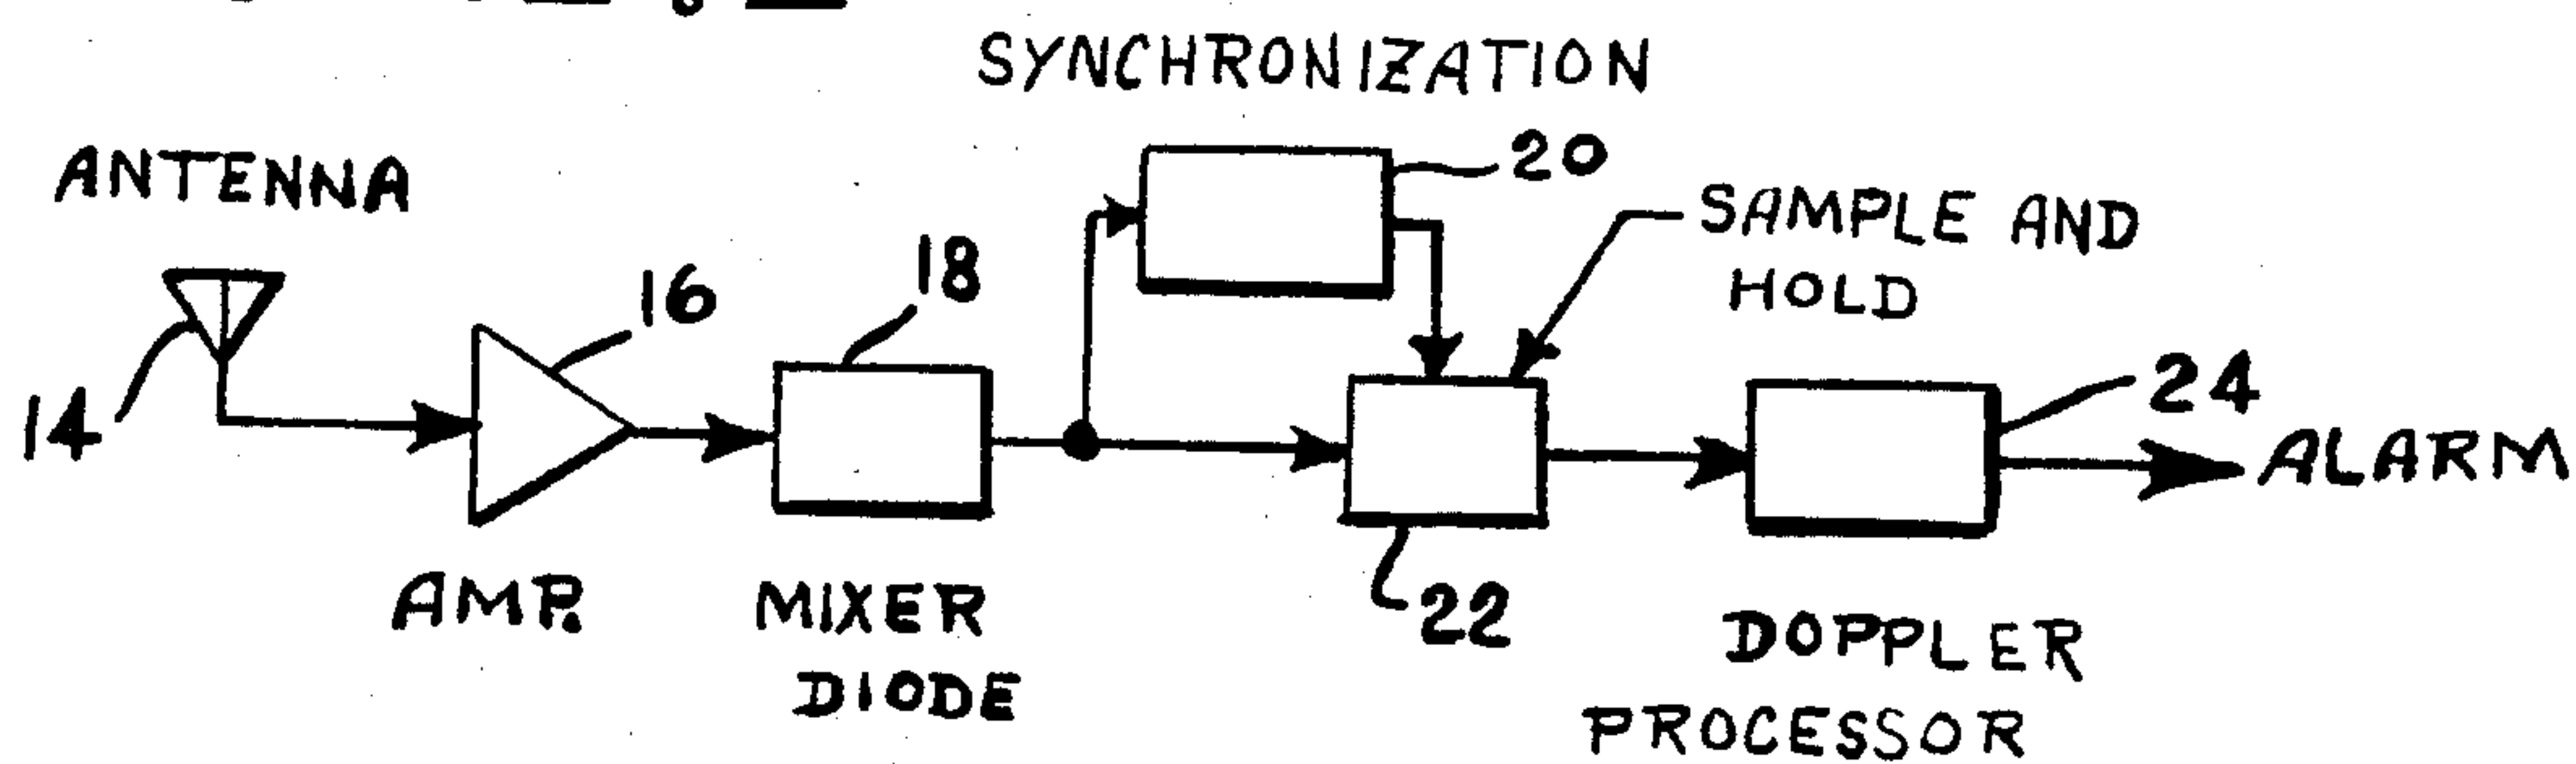 SYNCHRONIZATION
ANTENNA
20
SAMPLE AND
HOLD
18
16
14
24
ALARM
AMP.
MIXER
DIODE
22
DOPPLER
PROCESSOR